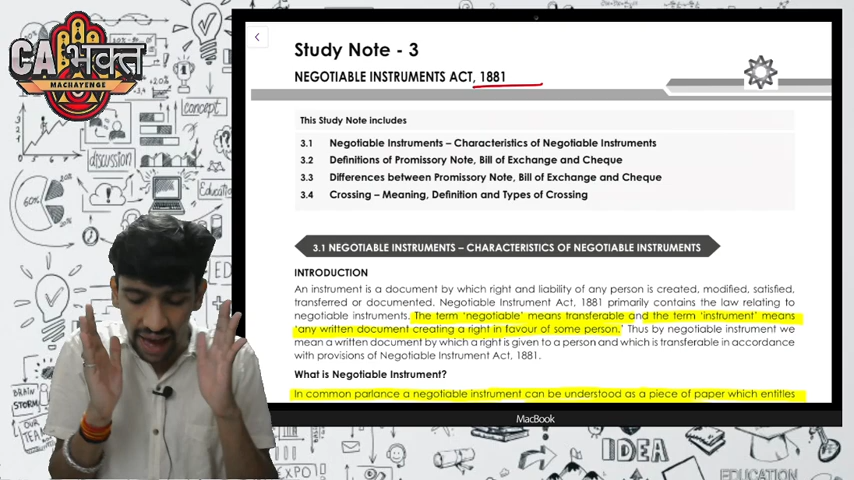 CA भक्त
MACHAYENGE
concept
discussion
60%
20%
BRAIN
STORM
OUR
TEAM
EXPO!
IDEA
EDUCATION
Study Note - 3
NEGOTIABLE INSTRUMENTS ACT, 1881
This Study Note includes
3.1 Negotiable Instruments – Characteristics of Negotiable Instruments
3.2 Definitions of Promissory Note, Bill of Exchange and Cheque
3.3 Differences between Promissory Note, Bill of Exchange and Cheque
3.4 Crossing – Meaning, Definition and Types of Crossing
3.1 NEGOTIABLE INSTRUMENTS – CHARACTERISTICS OF NEGOTIABLE INSTRUMENTS
INTRODUCTION
An instrument is a document by which right and liability of any person is created, modified, satisfied,
transferred or documented. Negotiable Instrument Act, 1881 primarily contains the law relating to
negotiable instruments. The term ‘negotiable’ means transferable and the term ‘instrument’ means
‘any written document creating a right in favour of some person.’ Thus by negotiable instrument we
mean a written document by which a right is given to a person and which is transferable in accordance
with provisions of Negotiable Instrument Act, 1881.
What is Negotiable Instrument?
In common parlance a negotiable instrument can be understood as a piece of paper which entitles
MacBook